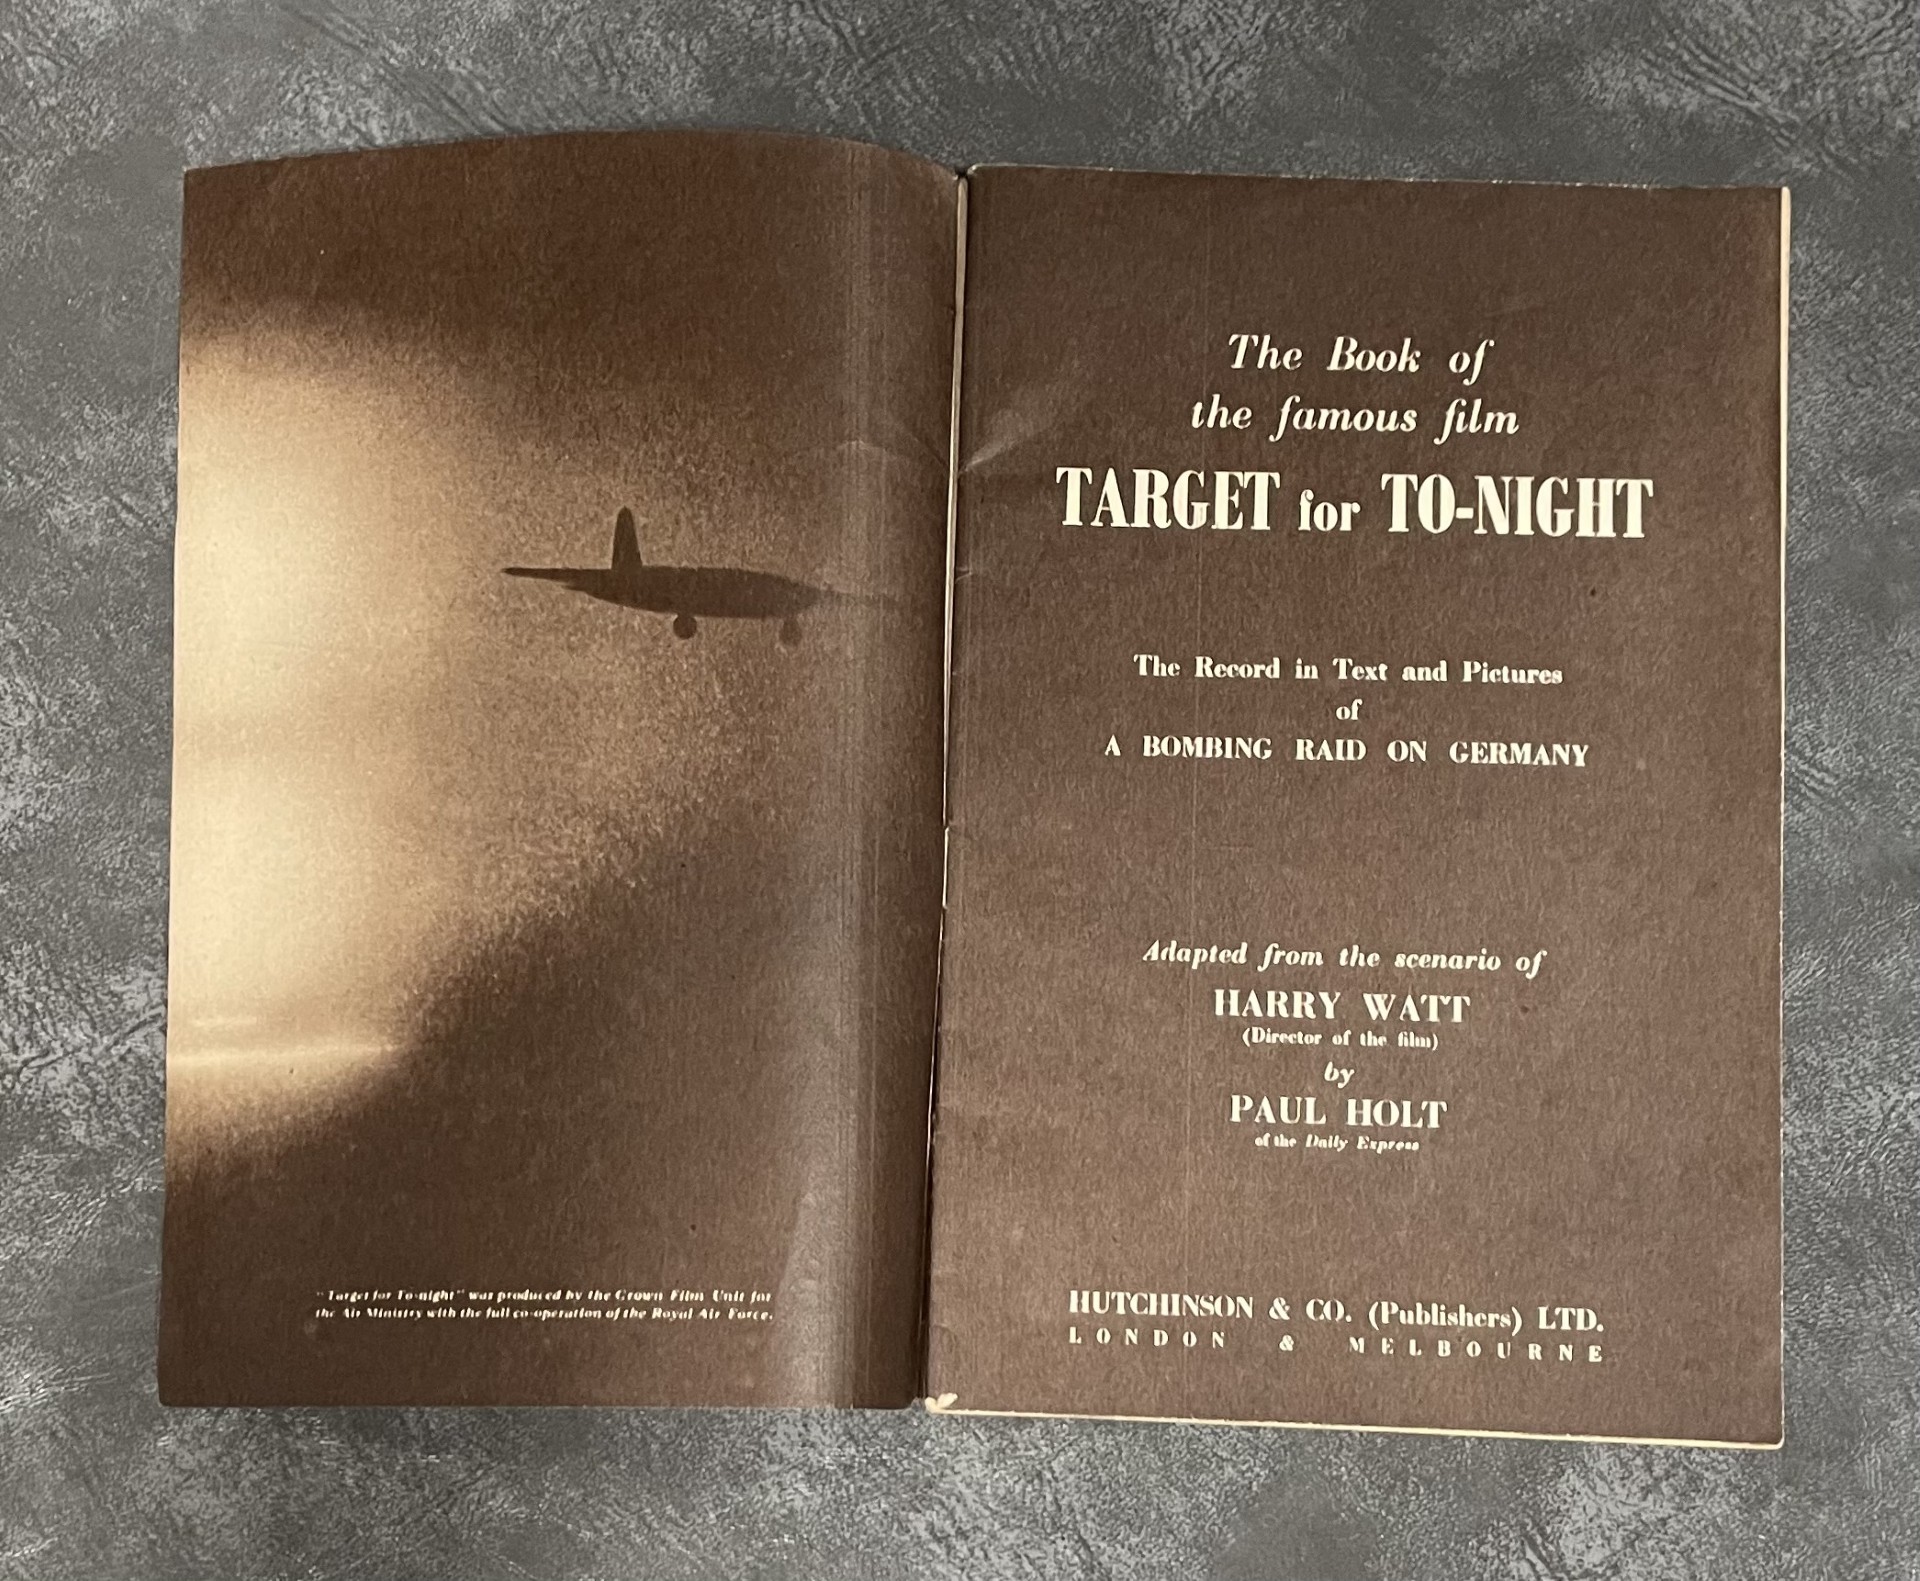 "Target for To-night" was produced by the Crown Film Unit for
the Air Ministry with the full co-operation of the Royal Air Force.
The Book of
the famous film
TARGET for TO-NIGHT
The Record in Text and Pictures
of
A BOMBING RAID ON GERMANY
Adapted from the scenario of
HARRY WATT
(Director of the film)
by
PAUL HOLT
of the Daily Express
HUTCHINSON & CO. (Publishers) LTD.
LONDON & MELBOURNE